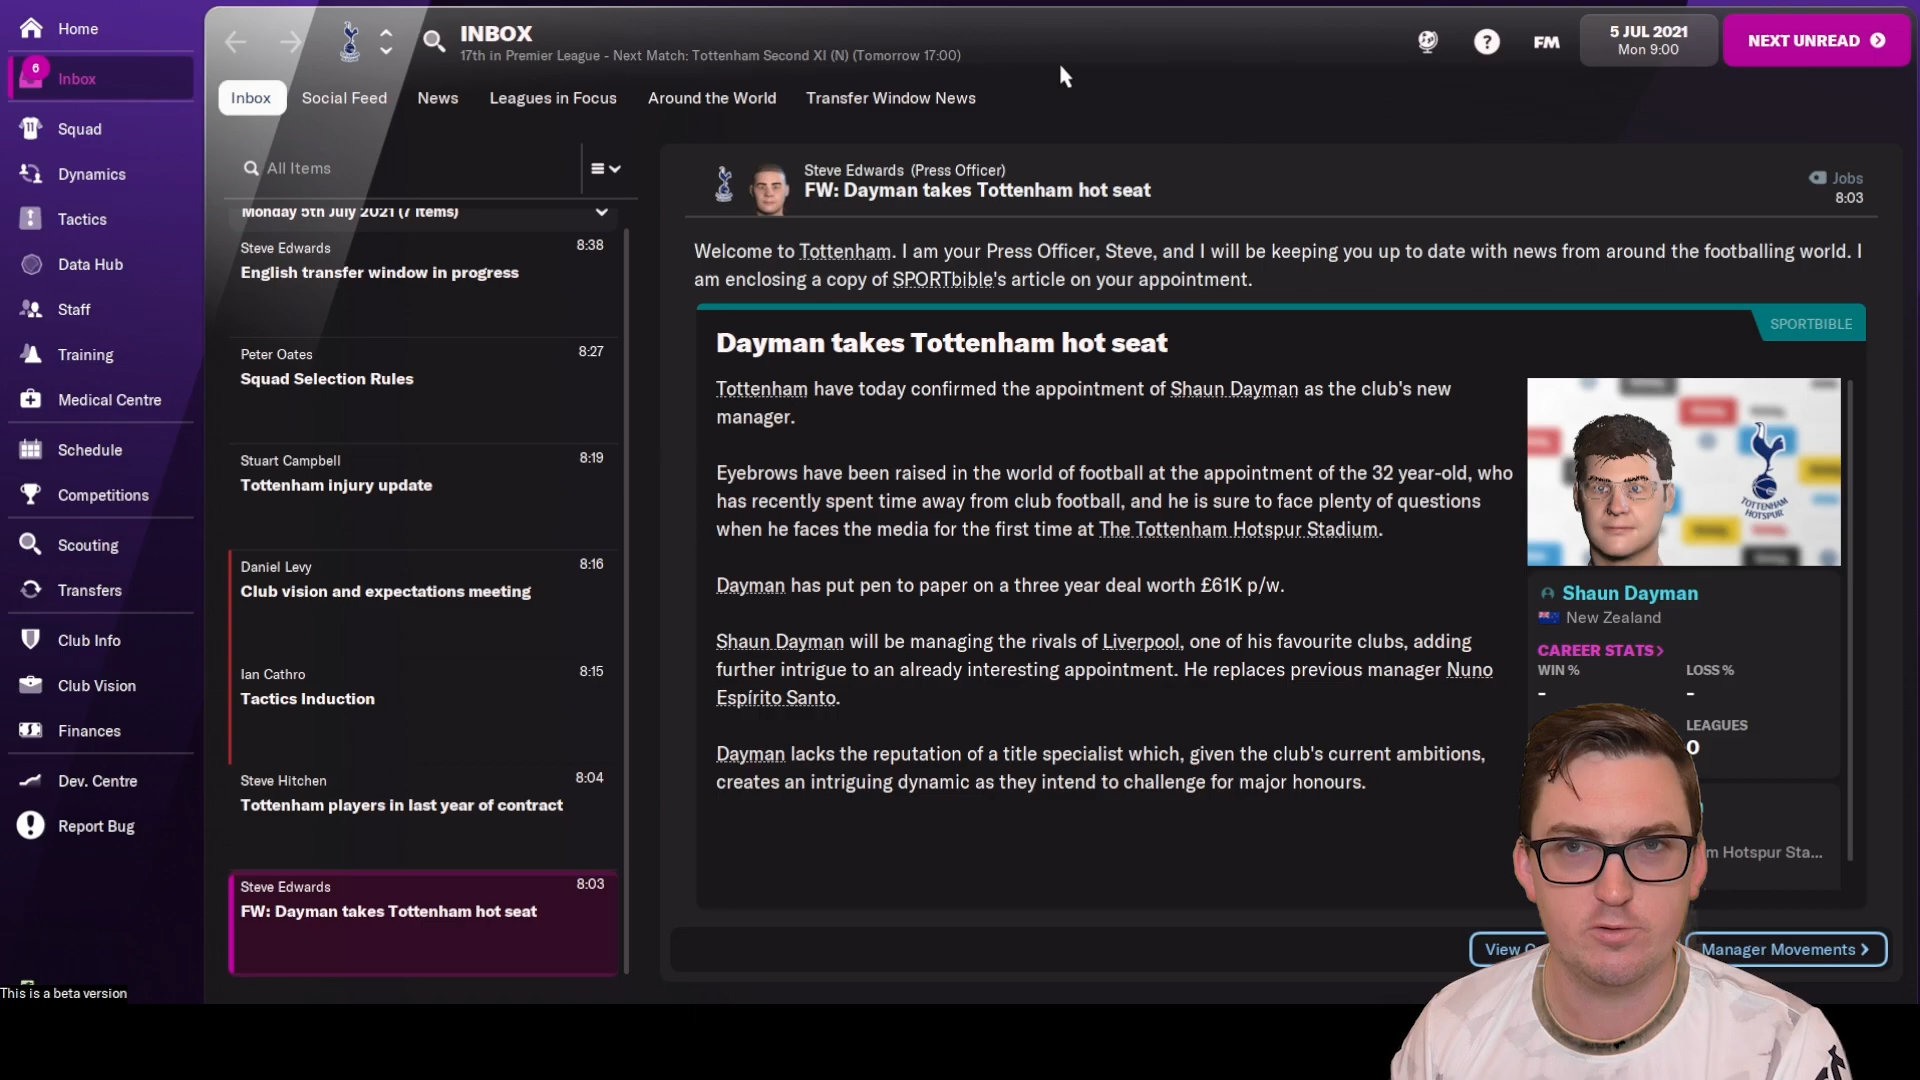 Home
6
Inbox
Squad
Dynamics
Tactics
Data Hub
Staff
Training
Medical Centre
Schedule
Competitions
Scouting
Transfers
Club Info
Club Vision
Finances
Dev. Centre
Report Bug
This is a beta version
INBOX
17th in Premier League - Next Match: Tottenham Second XI (N) (Tomorrow 17:00)
?
FM
5 JUL 2021
Mon 9:00
NEXT UNREAD
Inbox
Social Feed
News
Leagues in Focus
Around the World
Transfer Window News
All Items
Monday 5th July 2021 (7 Items)
Steve Edwards
8:38
English transfer window in progress
Peter Oates
8:27
Squad Selection Rules
Stuart Campbell
8:19
Tottenham injury update
Daniel Levy
8:16
Club vision and expectations meeting
Ian Cathro
8:15
Tactics Induction
Steve Hitchen
8:04
Tottenham players in last year of contract
Steve Edwards
8:03
FW: Dayman takes Tottenham hot seat
Steve Edwards (Press Officer)
FW: Dayman takes Tottenham hot seat
Jobs
8:03
Welcome to Tottenham. I am your Press Officer, Steve, and I will be keeping you up to date with news from around the footballing world. I
am enclosing a copy of SPORTbible's article on your appointment.
SPORTBIBLE
Dayman takes Tottenham hot seat
Tottenham have today confirmed the appointment of Shaun Dayman as the club's new
manager.
Eyebrows have been raised in the world of football at the appointment of the 32 year-old, who
has recently spent time away from club football, and he is sure to face plenty of questions
when he faces the media for the first time at The Tottenham Hotspur Stadium.
Dayman has put pen to paper on a three year deal worth £61K p/w.
Shaun Dayman will be managing the rivals of Liverpool, one of his favourite clubs, adding
further intrigue to an already interesting appointment. He replaces previous manager Nuno
Espírito Santo.
Dayman lacks the reputation of a title specialist which, given the club's current ambitions,
creates an intriguing dynamic as they intend to challenge for major honours.
TOTTENHAM
HOTSPUR
Shaun Dayman
New Zealand
CAREER STATS >
WIN %
LOSS %
-
-
LEAGUES
0
m Hotspur Sta...
View
Manager Movements >